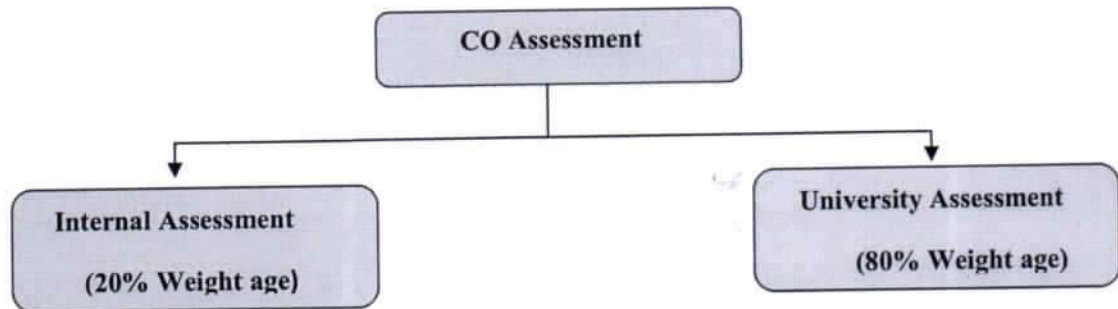 CO Assessment
Internal Assessment
(20% Weight age)
University Assessment
(80% Weight age)